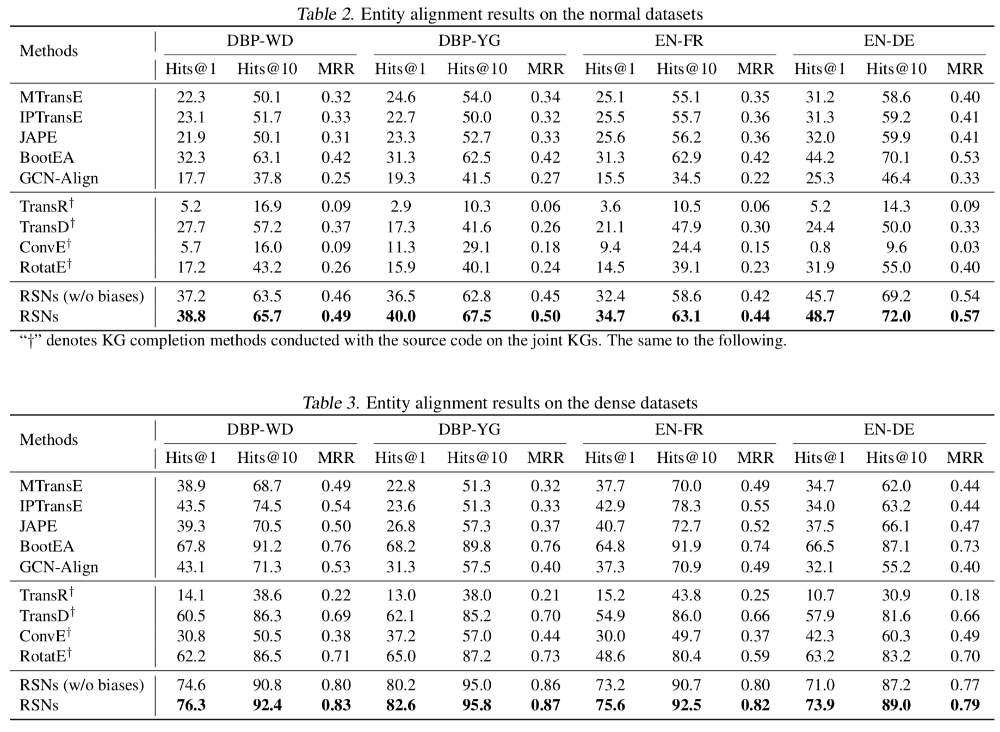 Table 2. Entity alignment results on the normal datasets
Methods DBP-WD DBP-YG EN-FR EN-DE
Hits@1 Hits@10 MRR Hits@1 Hits@10 MRR Hits@1 Hits@10 MRR Hits@1 Hits@10 MRR
MTransE 22.3 50.1 0.32 24.6 54.0 0.34 25.1 55.1 0.35 31.2 58.6 0.40
IPTransE 23.1 51.7 0.33 22.7 50.0 0.32 25.5 55.7 0.36 31.3 59.2 0.41
JAPE 21.9 50.1 0.31 23.3 52.7 0.33 25.6 56.2 0.36 32.0 59.9 0.41
BootEA 32.3 63.1 0.42 31.3 62.5 0.42 31.3 62.9 0.42 44.2 70.1 0.53
GCN-Align 17.7 37.8 0.25 19.3 41.5 0.27 15.5 34.5 0.22 25.3 46.4 0.33
TransR† 5.2 16.9 0.09 2.9 10.3 0.06 3.6 10.5 0.06 5.2 14.3 0.09
TransD† 27.7 57.2 0.37 17.3 41.6 0.26 21.1 47.9 0.30 24.4 50.0 0.33
ConvE† 5.7 16.0 0.09 11.3 29.1 0.18 9.4 24.4 0.15 0.8 9.6 0.03
RotatE† 17.2 43.2 0.26 15.9 40.1 0.24 14.5 39.1 0.23 31.9 55.0 0.40
RSNs (w/o biases) 37.2 63.5 0.46 36.5 62.8 0.45 32.4 58.6 0.42 45.7 69.2 0.54
RSNs 38.8 65.7 0.49 40.0 67.5 0.50 34.7 63.1 0.44 48.7 72.0 0.57
“†” denotes KG completion methods conducted with the source code on the joint KGs. The same to the following.
Table 3. Entity alignment results on the dense datasets
Methods DBP-WD DBP-YG EN-FR EN-DE
Hits@1 Hits@10 MRR Hits@1 Hits@10 MRR Hits@1 Hits@10 MRR Hits@1 Hits@10 MRR
MTransE 38.9 68.7 0.49 22.8 51.3 0.32 37.7 70.0 0.49 34.7 62.0 0.44
IPTransE 43.5 74.5 0.54 23.6 51.3 0.33 42.9 78.3 0.55 34.0 63.2 0.44
JAPE 39.3 70.5 0.50 26.8 57.3 0.37 40.7 72.7 0.52 37.5 66.1 0.47
BootEA 67.8 91.2 0.76 68.2 89.8 0.76 64.8 91.9 0.74 66.5 87.1 0.73
GCN-Align 43.1 71.3 0.53 31.3 57.5 0.40 37.3 70.9 0.49 32.1 55.2 0.40
TransR† 14.1 38.6 0.22 13.0 38.0 0.21 15.2 43.8 0.25 10.7 30.9 0.18
TransD† 60.5 86.3 0.69 62.1 85.2 0.70 54.9 86.0 0.66 57.9 81.6 0.66
ConvE† 30.8 50.5 0.38 37.2 57.0 0.44 30.0 49.7 0.37 42.3 60.3 0.49
RotatE† 62.2 86.5 0.71 65.0 87.2 0.73 48.6 80.4 0.59 63.2 83.2 0.70
RSNs (w/o biases) 74.6 90.8 0.80 80.2 95.0 0.86 73.2 90.7 0.80 71.0 87.2 0.77
RSNs 76.3 92.4 0.83 82.6 95.8 0.87 75.6 92.5 0.82 73.9 89.0 0.79